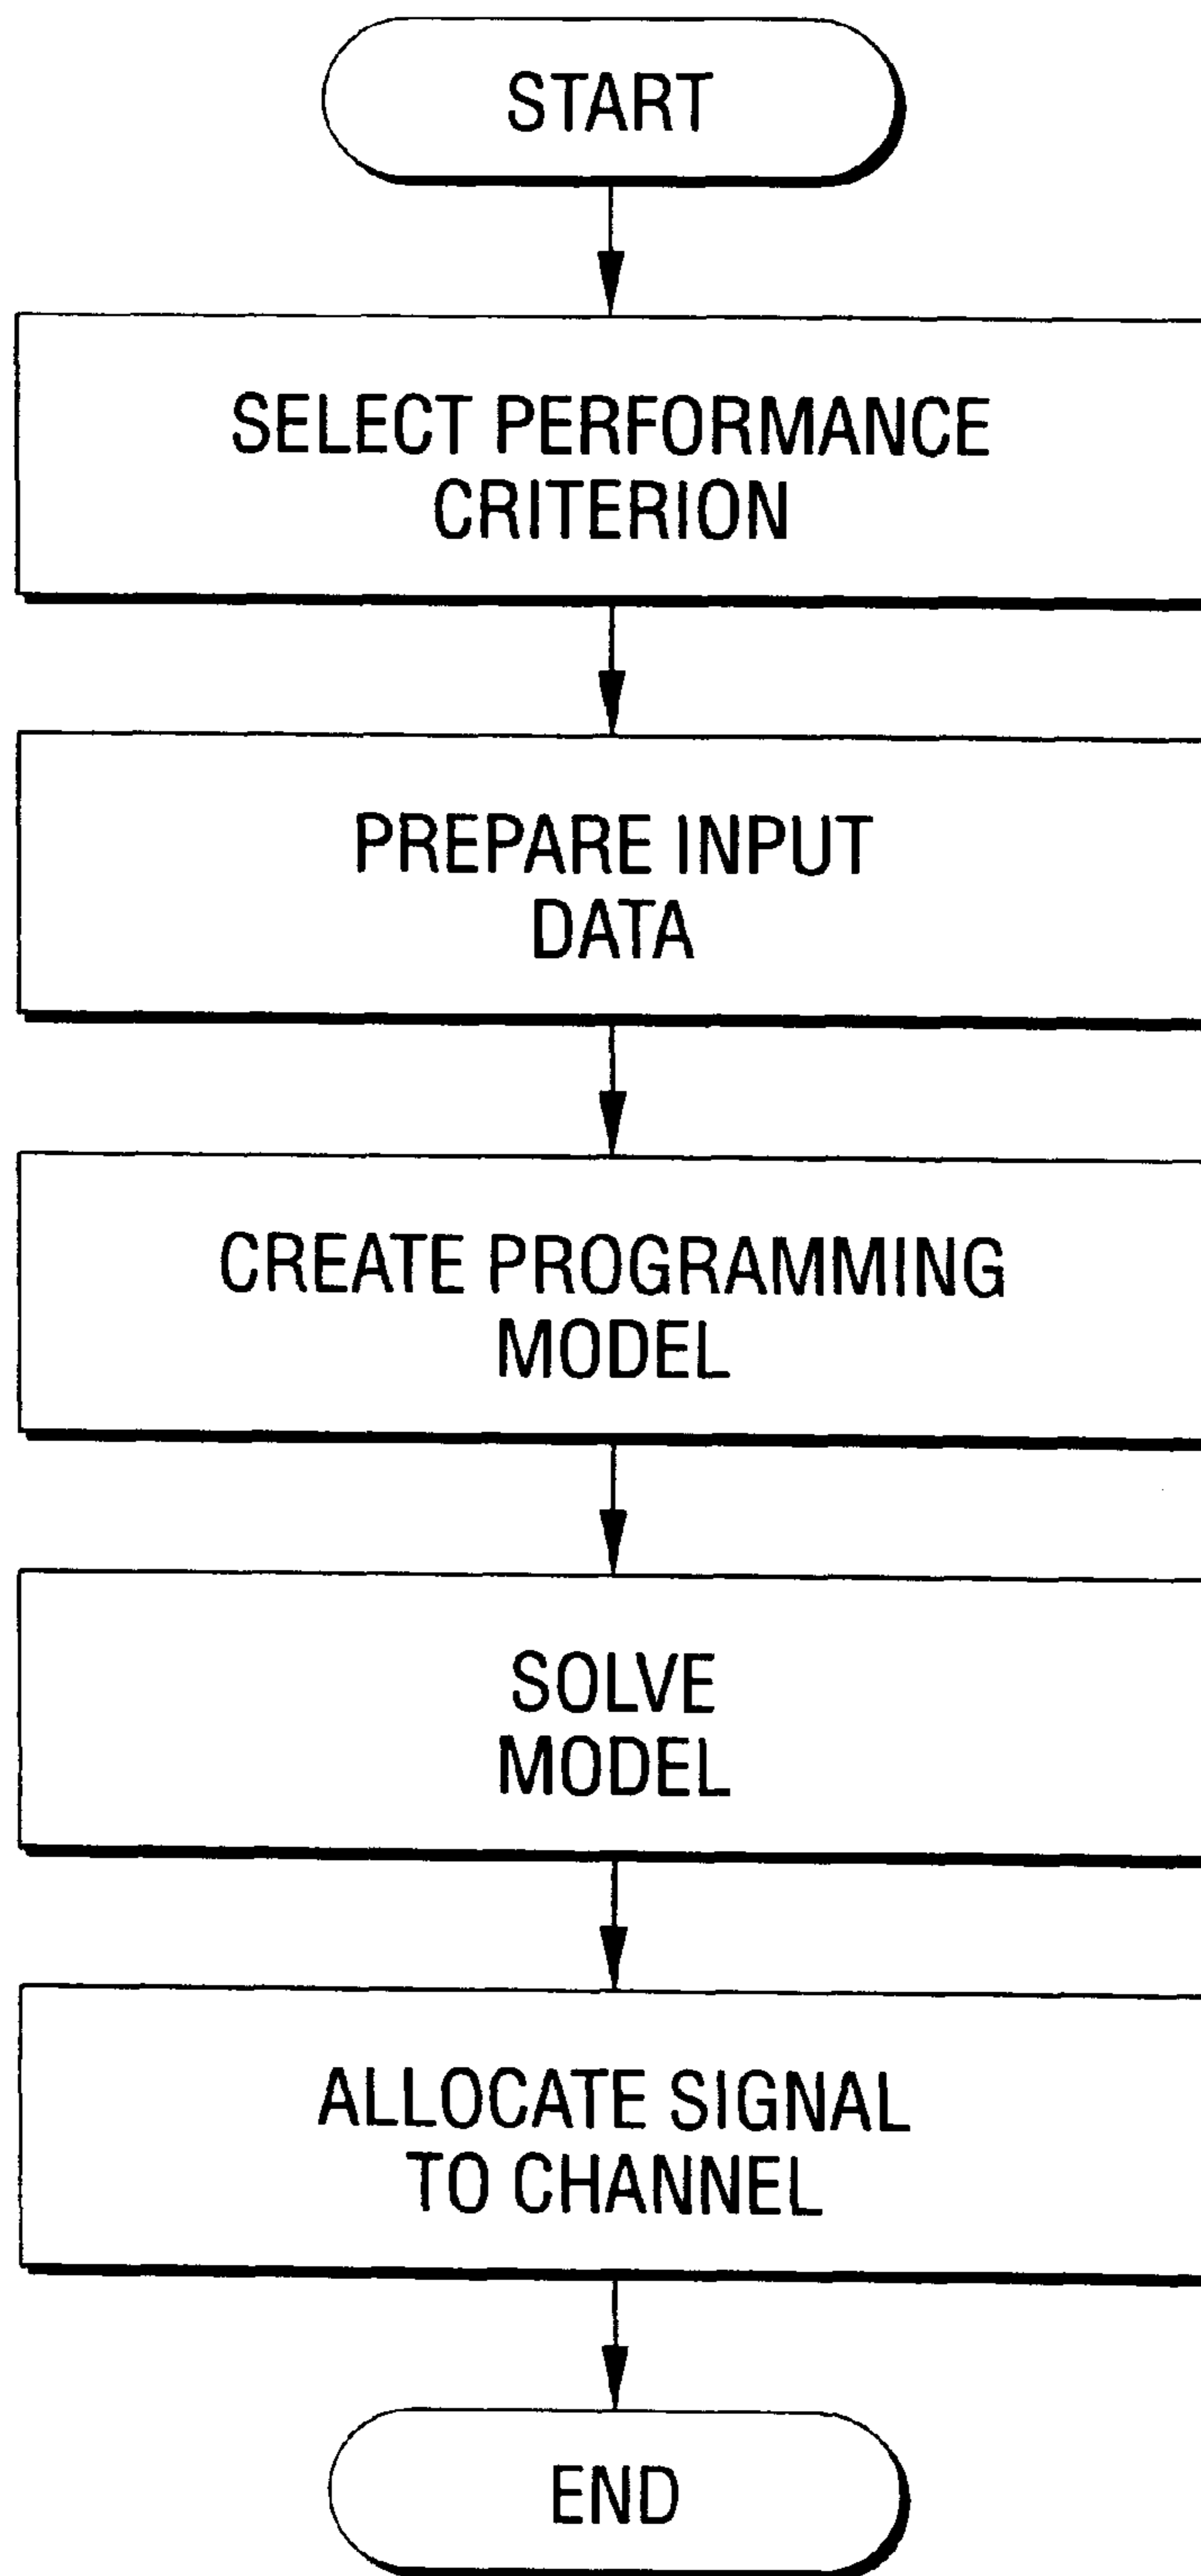 START
SELECT PERFORMANCE
CRITERION
PREPARE INPUT
DATA
CREATE PROGRAMMING
MODEL
SOLVE
MODEL
ALLOCATE SIGNAL
TO CHANNEL
END